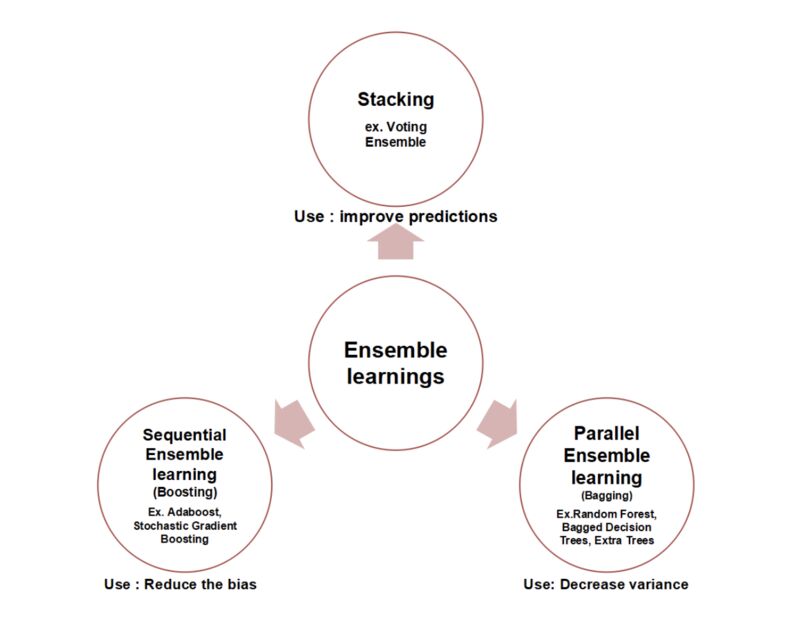 Stacking
ex. Voting
Ensemble
Use : improve predictions
Ensemble
learnings
Sequential
Ensemble
learning
(Boosting)
Ex. Adaboost,
Stochastic Gradient
Boosting
Use : Reduce the bias
Parallel
Ensemble
learning
(Bagging)
Ex.Random Forest,
Bagged Decision
Trees, Extra Trees
Use: Decrease variance